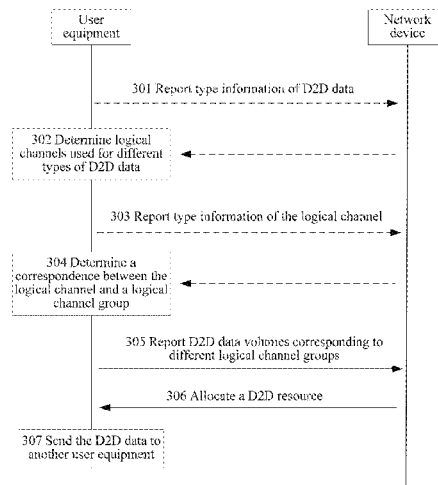 User
equipment
Network
device
301 Report type information of D2D data
302 Determine logical
channels used for different
types of D2D data
303 Report type information of the logical channel
304 Determine a
correspondence between the
logical channel and a logical
channel group
305 Report D2D data volumes corresponding to
different logical channel groups
306 Allocate a D2D resource
307 Send the D2D data to
another user equipment